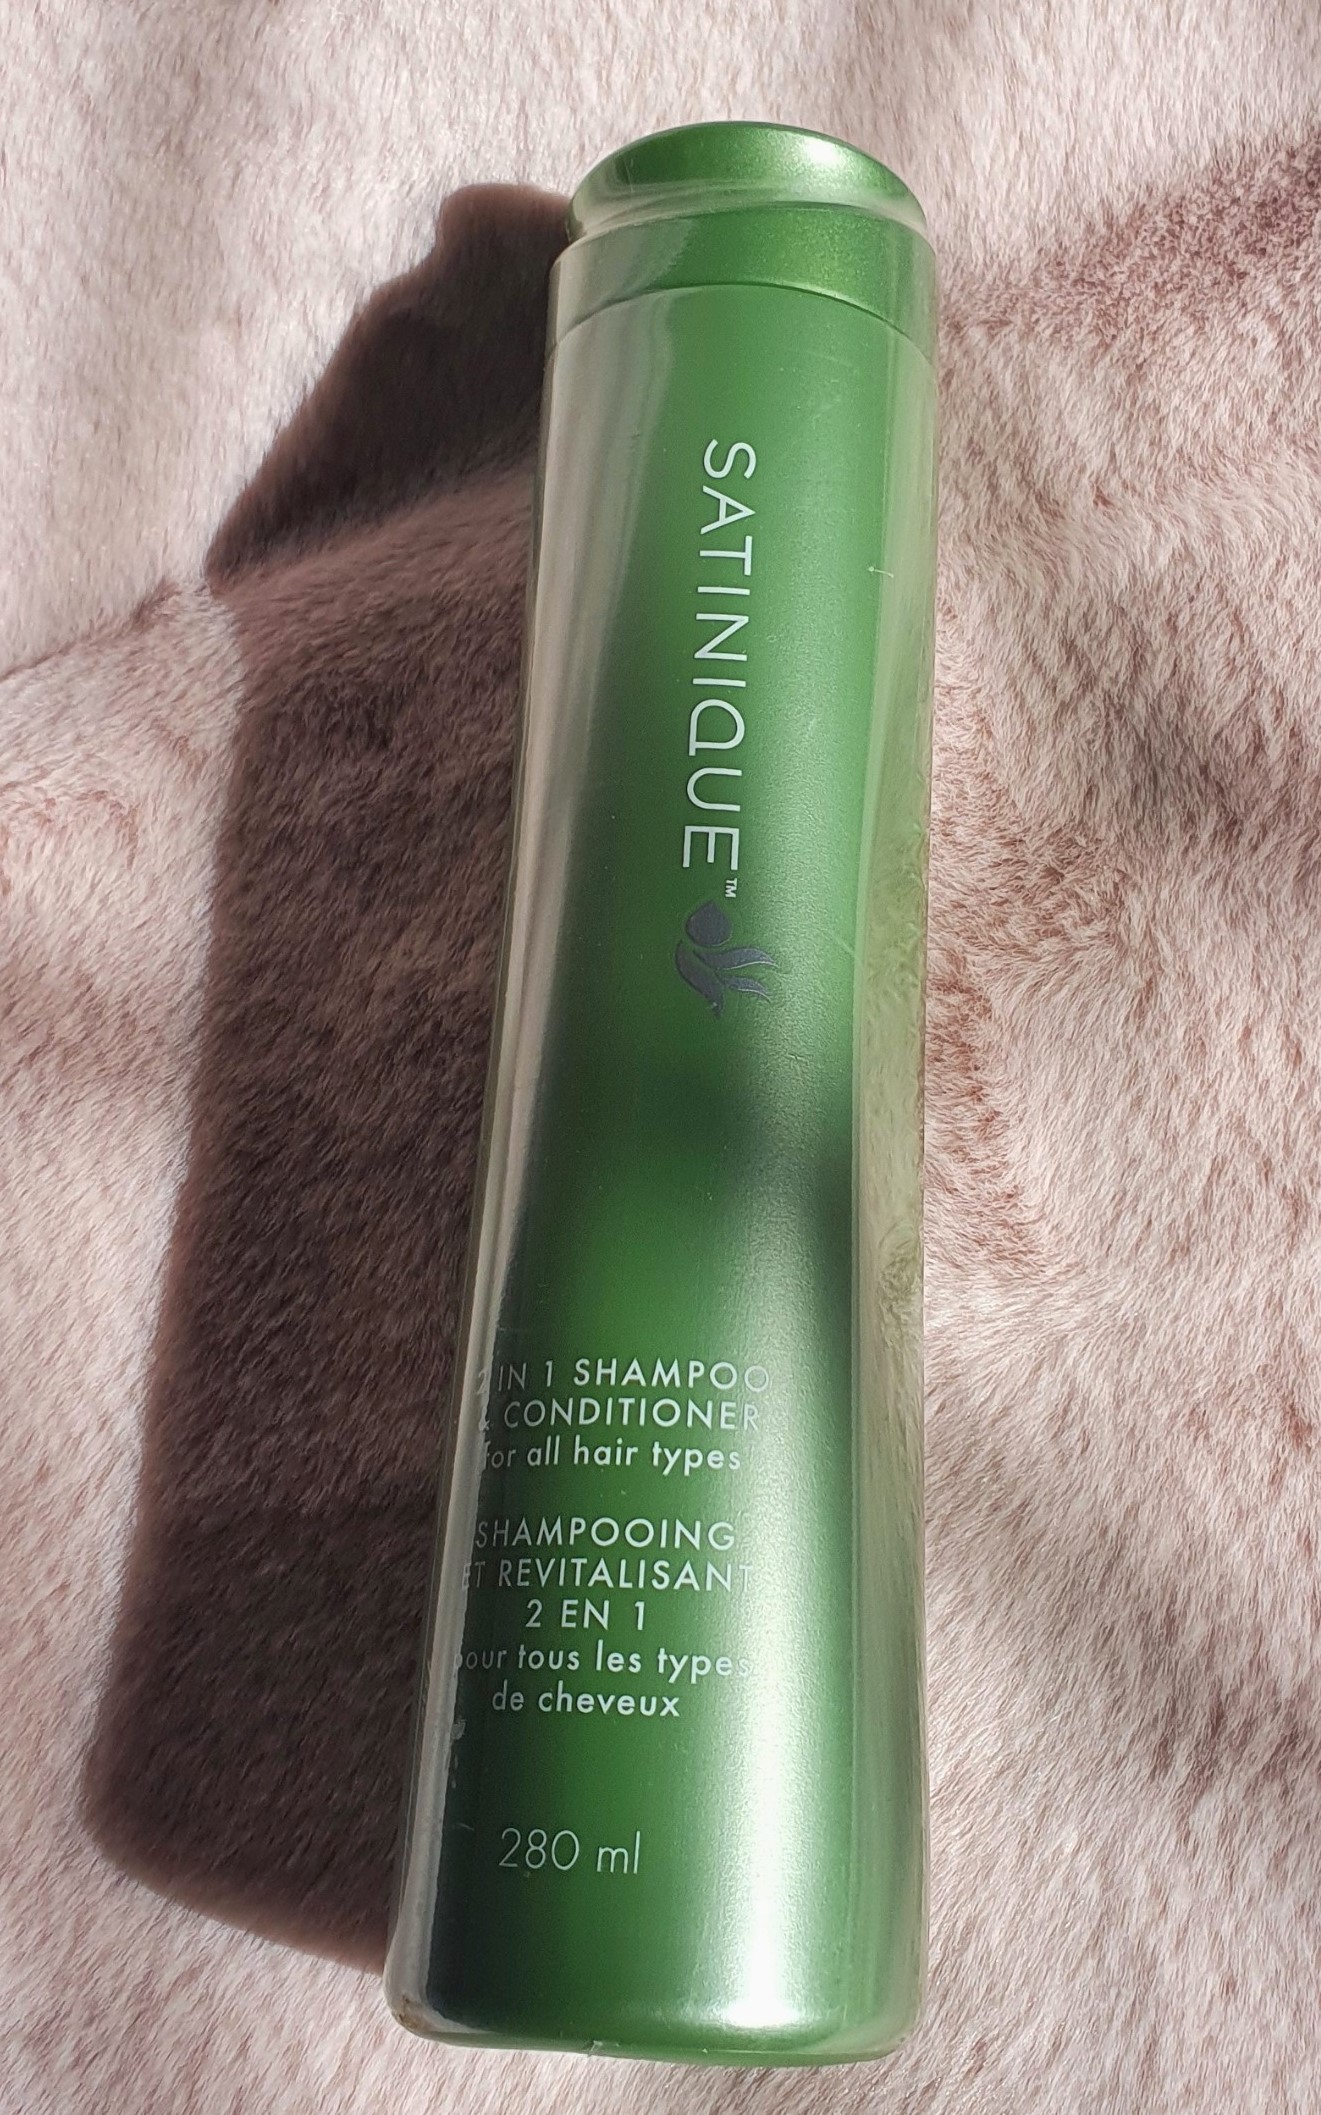 SATINIQUE™
2 IN 1 SHAMPOO
& CONDITIONER
for all hair types
SHAMPOOING
ET REVITALISANT
2 EN 1
pour tous les types
de cheveux
280 ml